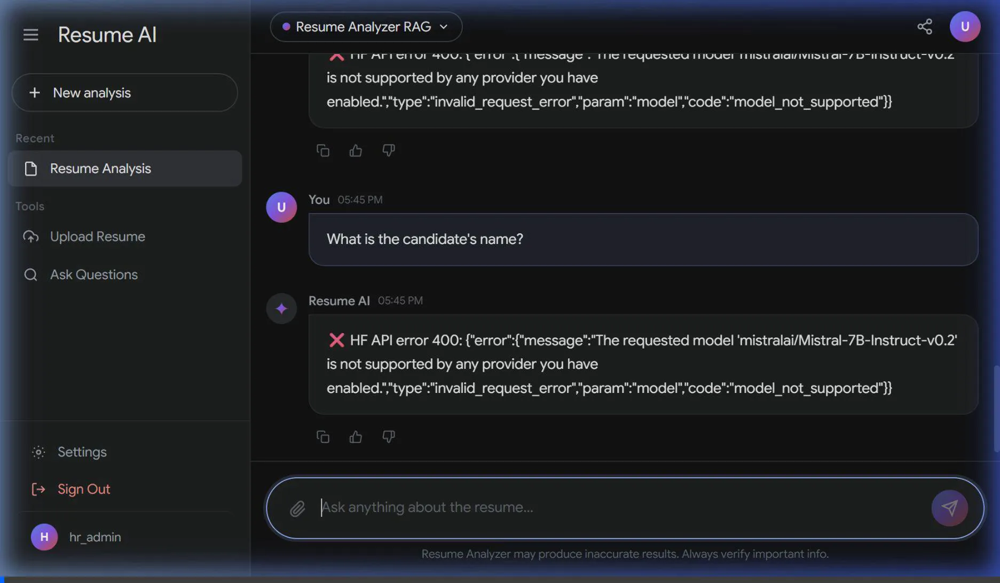 Resume AI
New analysis
Recent
Resume Analysis
Tools
Upload Resume
Ask Questions
Settings
Sign Out
H
hr_admin
Resume Analyzer RAG
U
❌ HF API error 400: {"error":{"message":"The requested model 'mistralai/Mistral-7B-Instruct-v0.2'
is not supported by any provider you have
enabled.","type":"invalid_request_error","param":"model","code":"model_not_supported"}}
U
You 05:45 PM
What is the candidate's name?
Resume AI 05:45 PM
❌ HF API error 400: {"error":{"message":"The requested model 'mistralai/Mistral-7B-Instruct-v0.2'
is not supported by any provider you have
enabled.","type":"invalid_request_error","param":"model","code":"model_not_supported"}}
Ask anything about the resume...
Resume Analyzer may produce inaccurate results. Always verify important info.